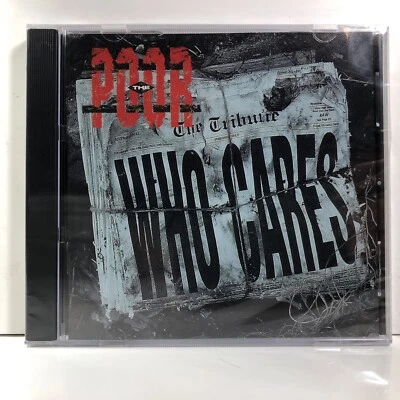 THE
POOR
The Tribune
WHO CARES